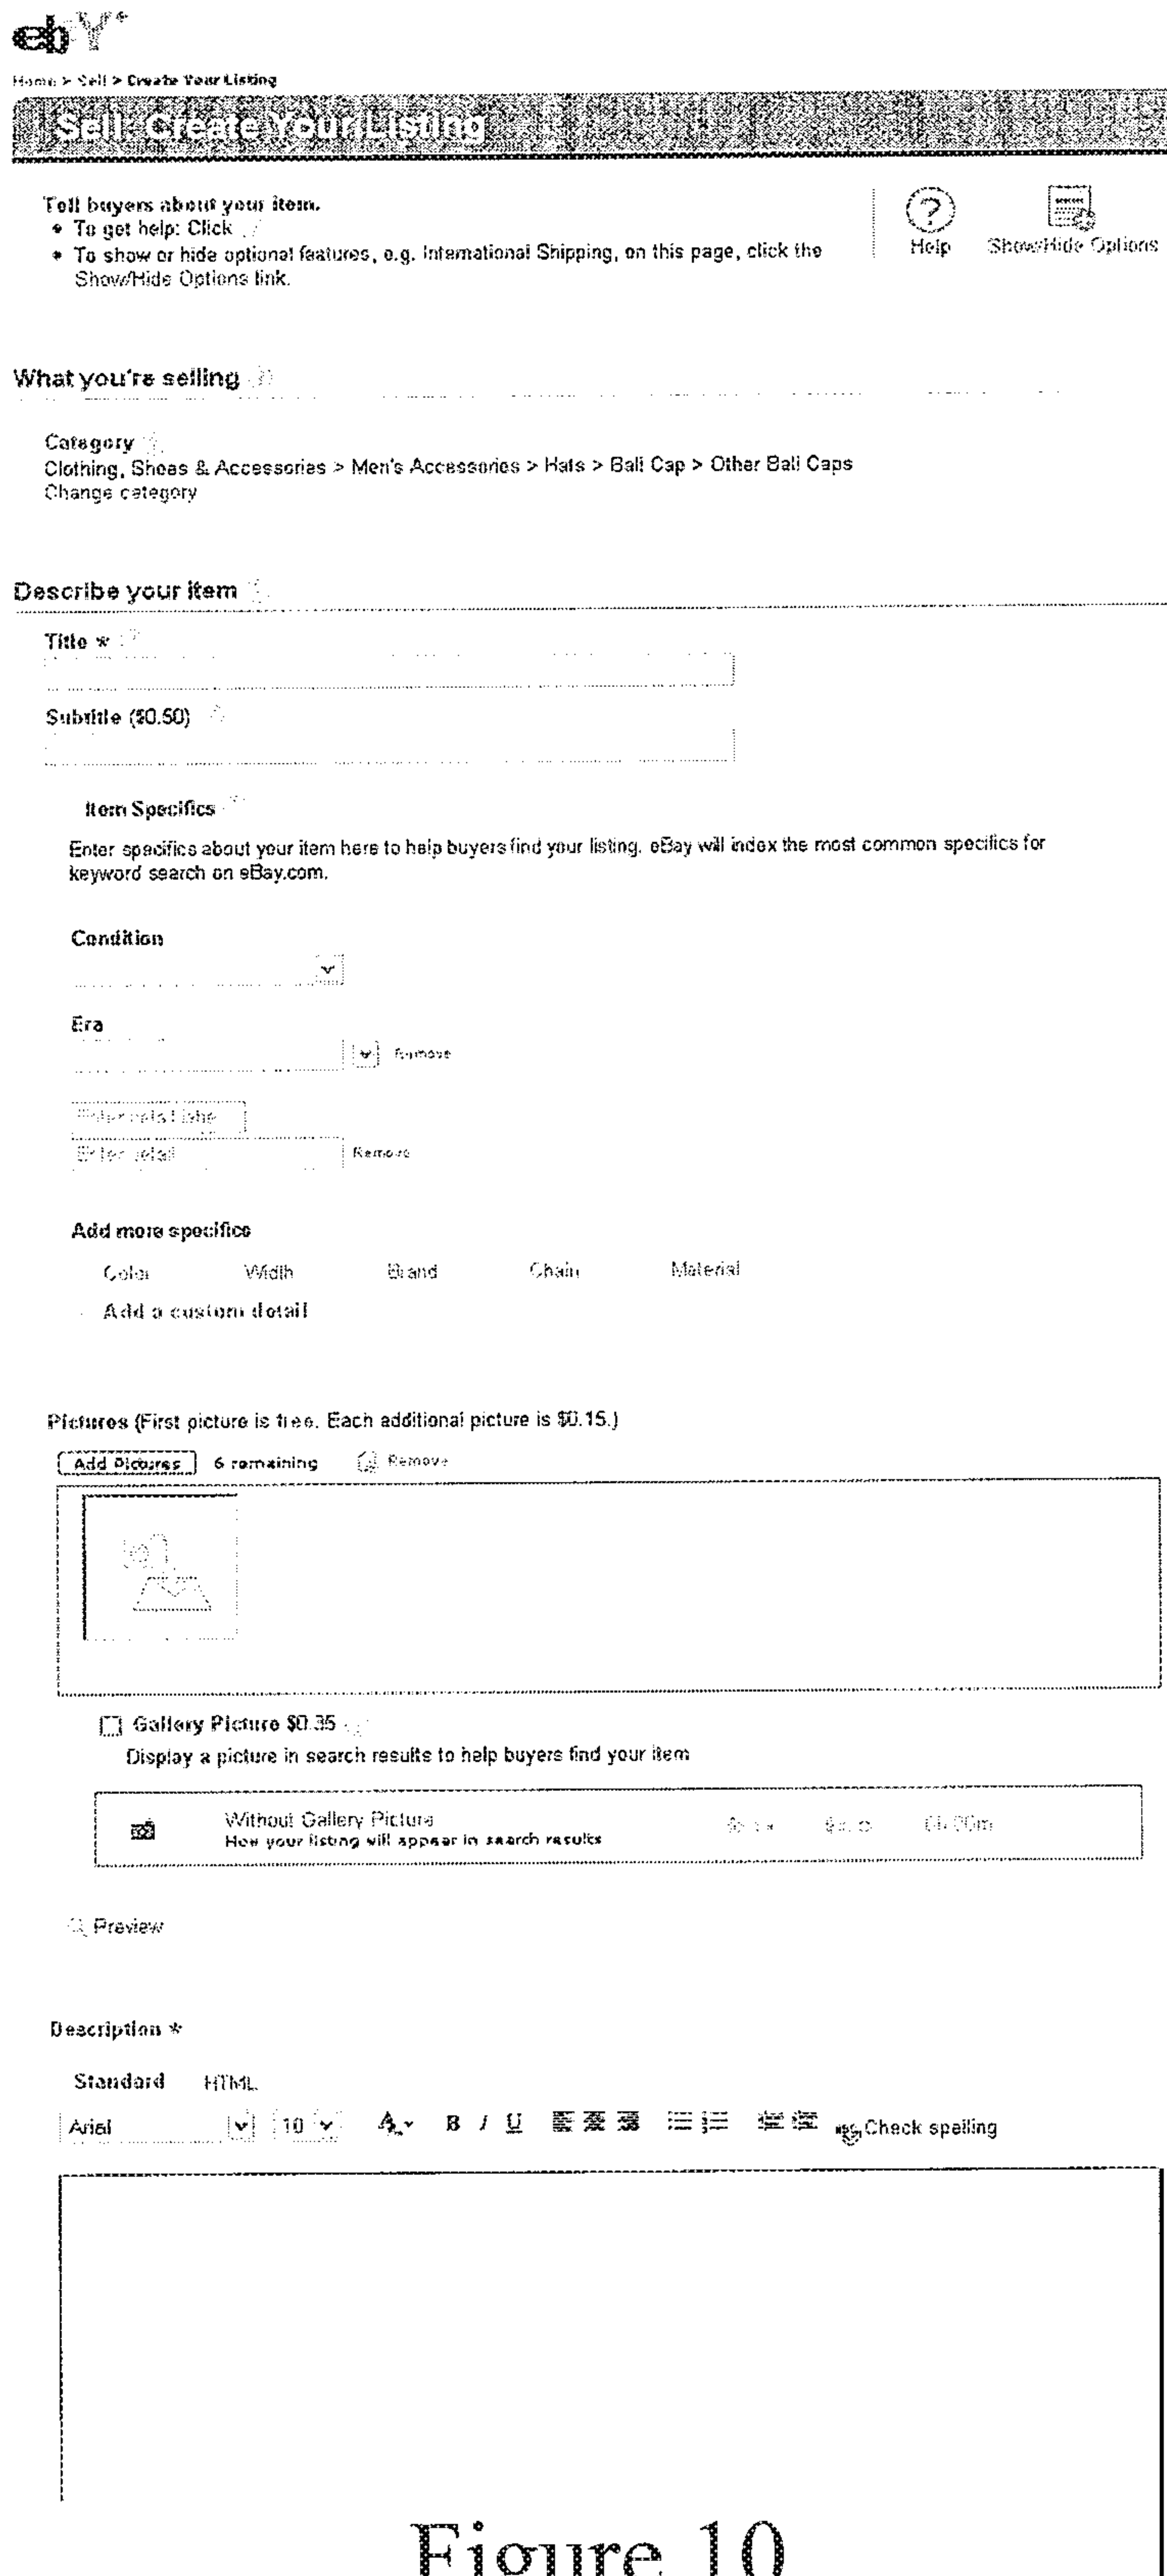 Home > Sell > Create Your Listing
Sell: Create Your Listing
Tell buyers about your item.
• To get help: Click
• To show or hide optional features, e.g. International Shipping, on this page, click the
Show/Hide Options link.
Help
Show/Hide Options
What you're selling
Category
Clothing, Shoes & Accessories > Men's Accessories > Hats > Ball Cap > Other Ball Caps
Change category
Describe your item
Title *
Subtitle ($0.50)
Item Specifics
Enter specifics about your item here to help buyers find your listing. eBay will index the most common specifics for
keyword search on eBay.com.
Condition
Era
Remove
Enter detail
Remove
Add more specifics
Color Width Brand Chain Material
Add a custom detail
Pictures (First picture is free. Each additional picture is $0.15.)
Add Pictures 6 remaining Remove
Gallery Picture $0.35
Display a picture in search results to help buyers find your item
Without Gallery Picture
How your listing will appear in search results
Preview
Description *
Standard HTML
Arial 10 A B I U Check spelling
Figure 10